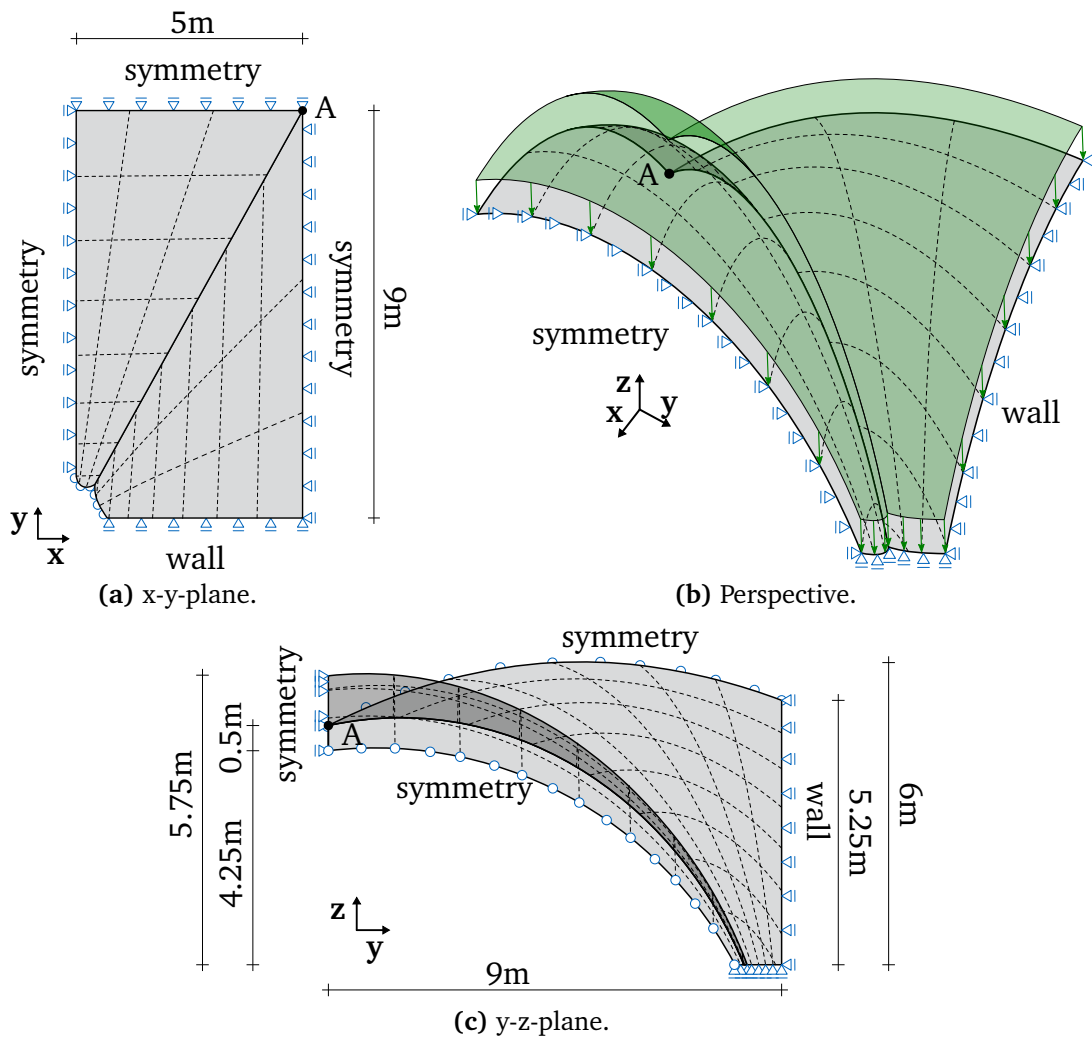 5m
symmetry
A
symmetry
symmetry
9m
y
x
wall
(a) x-y-plane.
A
symmetry
z
x
y
wall
(b) Perspective.
symmetry
symmetry
A
symmetry
5.75m
0.5m
4.25m
wall
5.25m
6m
z
y
9m
(c) y-z-plane.